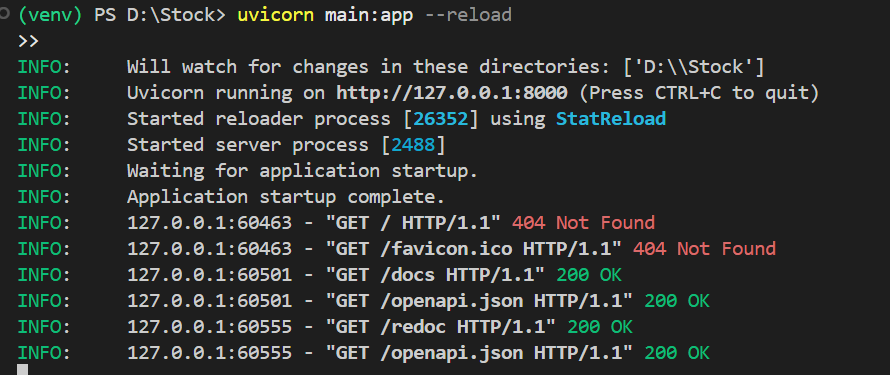 (venv) PS D:\Stock> uvicorn main:app --reload
>>
INFO:     Will watch for changes in these directories: ['D:\\Stock']
INFO:     Uvicorn running on http://127.0.0.1:8000 (Press CTRL+C to quit)
INFO:     Started reloader process [26352] using StatReload
INFO:     Started server process [2488]
INFO:     Waiting for application startup.
INFO:     Application startup complete.
INFO:     127.0.0.1:60463 - "GET / HTTP/1.1" 404 Not Found
INFO:     127.0.0.1:60463 - "GET /favicon.ico HTTP/1.1" 404 Not Found
INFO:     127.0.0.1:60501 - "GET /docs HTTP/1.1" 200 OK
INFO:     127.0.0.1:60501 - "GET /openapi.json HTTP/1.1" 200 OK
INFO:     127.0.0.1:60555 - "GET /redoc HTTP/1.1" 200 OK
INFO:     127.0.0.1:60555 - "GET /openapi.json HTTP/1.1" 200 OK